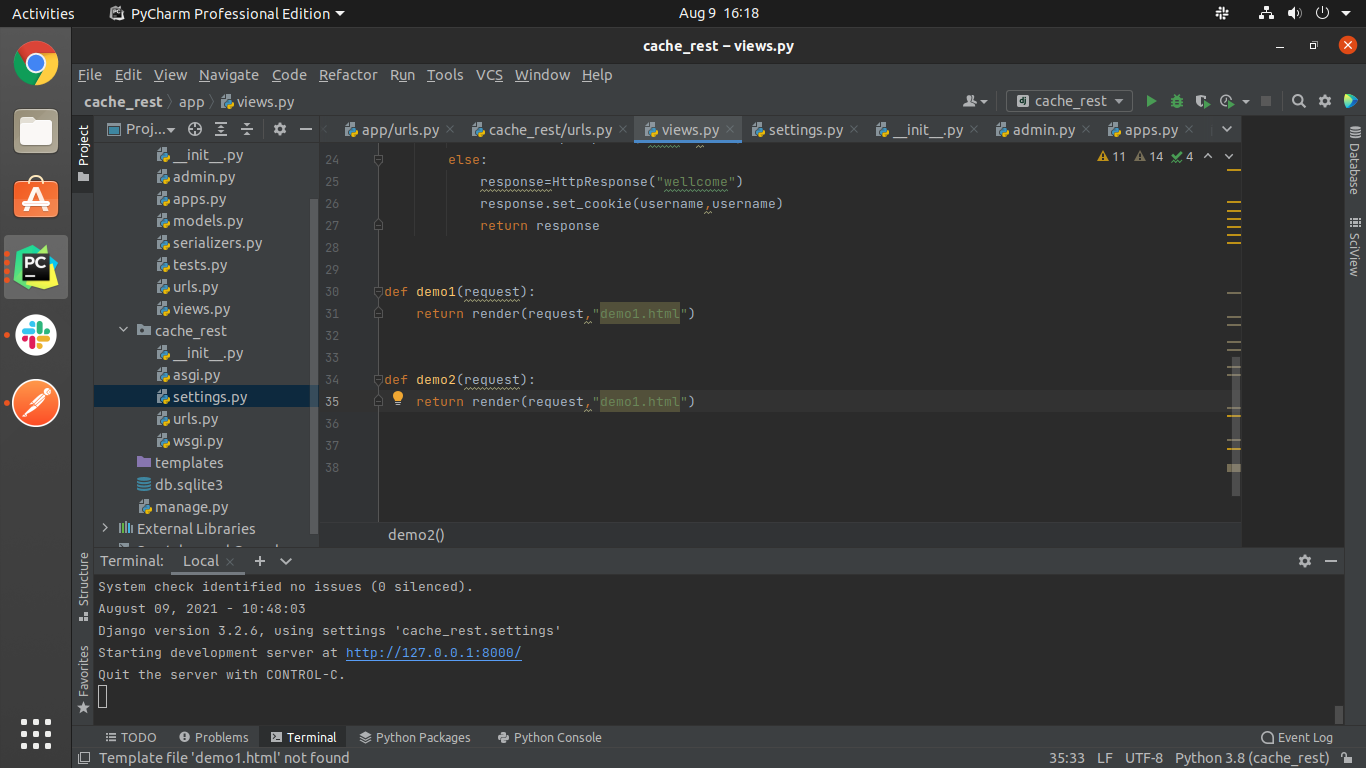 Activities PyCharm Professional Edition Aug 9 16:18
cache_rest – views.py
File Edit View Navigate Code Refactor Run Tools VCS Window Help
cache_rest app views.py cache_rest
Project
Proj...
app/urls.py cache_rest/urls.py views.py settings.py __init__.py admin.py apps.py
__init__.py
admin.py
apps.py
models.py
serializers.py
tests.py
urls.py
views.py
cache_rest
__init__.py
asgi.py
settings.py
urls.py
wsgi.py
templates
db.sqlite3
manage.py
External Libraries
11 14 4
24 else:
25 response=HttpResponse("wellcome")
26 response.set_cookie(username,username)
27 return response
28
29
30 def demo1(request):
31 return render(request,"demo1.html")
32
33
34 def demo2(request):
35 return render(request,"demo1.html")
36
37
38
demo2()
Database
SciView
Structure
Favorites
Terminal: Local
System check identified no issues (0 silenced).
August 09, 2021 - 10:48:03
Django version 3.2.6, using settings 'cache_rest.settings'
Starting development server at http://127.0.0.1:8000/
Quit the server with CONTROL-C.
TODO Problems Terminal Python Packages Python Console Event Log
Template file 'demo1.html' not found 35:33 LF UTF-8 Python 3.8 (cache_rest)